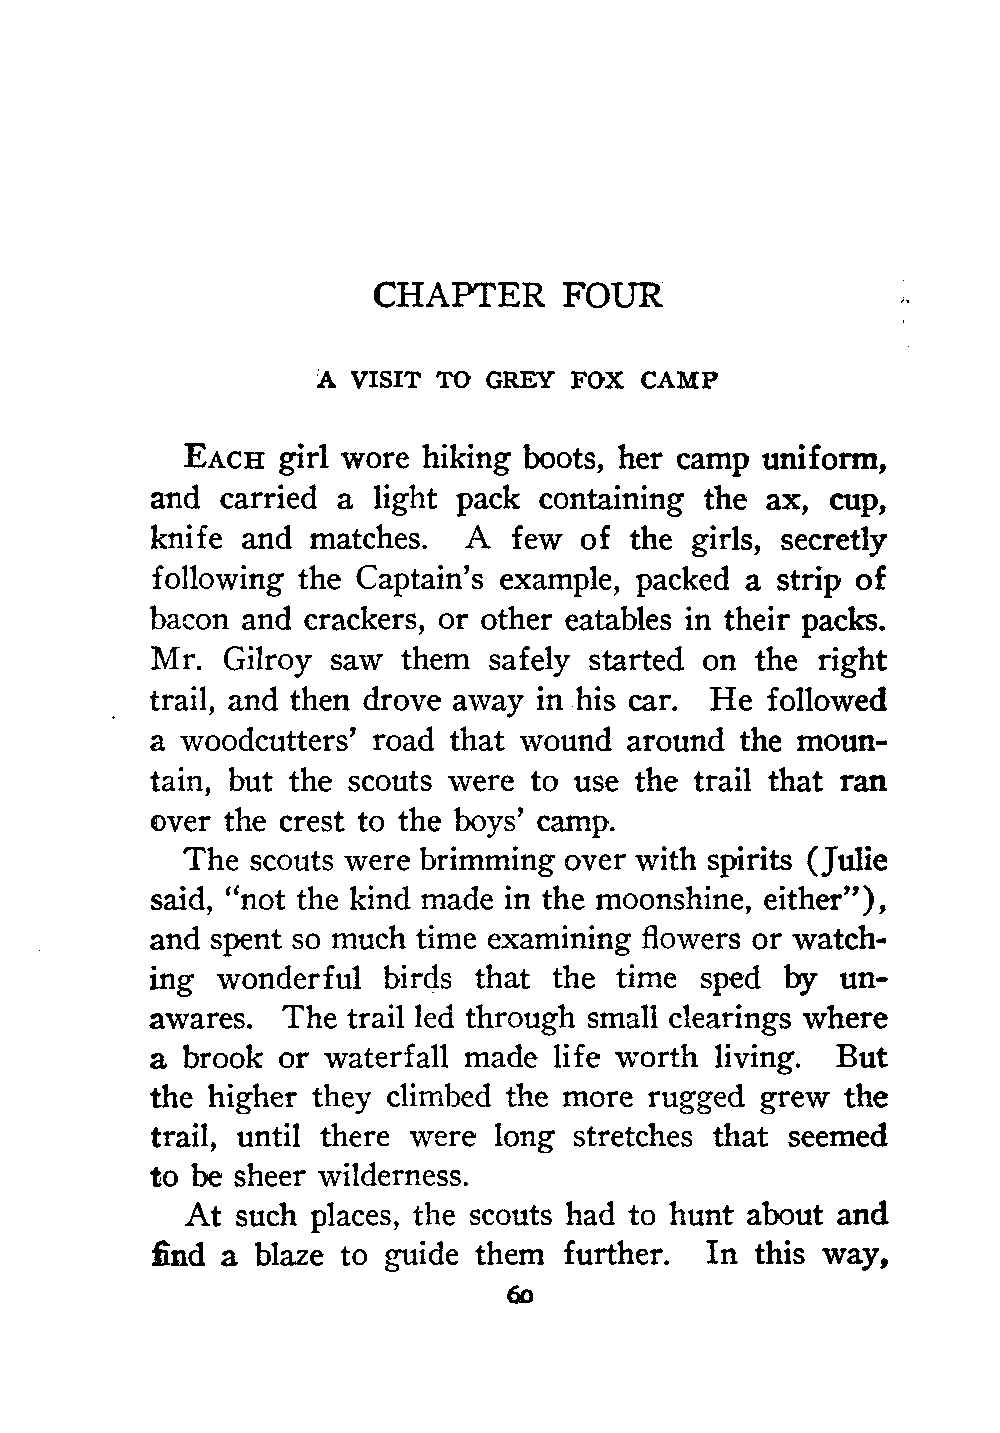 CHAPTER FOUR
A VISIT TO GREY FOX CAMP
EACH girl wore hiking boots, her camp uniform,
and carried a light pack containing the ax, cup,
knife and matches. A few of the girls, secretly
following the Captain's example, packed a strip of
bacon and crackers, or other eatables in their packs.
Mr. Gilroy saw them safely started on the right
trail, and then drove away in his car. He followed
a woodcutters' road that wound around the moun-
tain, but the scouts were to use the trail that ran
over the crest to the boys' camp.
The scouts were brimming over with spirits (Julie
said, "not the kind made in the moonshine, either"),
and spent so much time examining flowers or watch-
ing wonderful birds that the time sped by un-
awares. The trail led through small clearings where
a brook or waterfall made life worth living. But
the higher they climbed the more rugged grew the
trail, until there were long stretches that seemed
to be sheer wilderness.
At such places, the scouts had to hunt about and
find a blaze to guide them further. In this way,
60